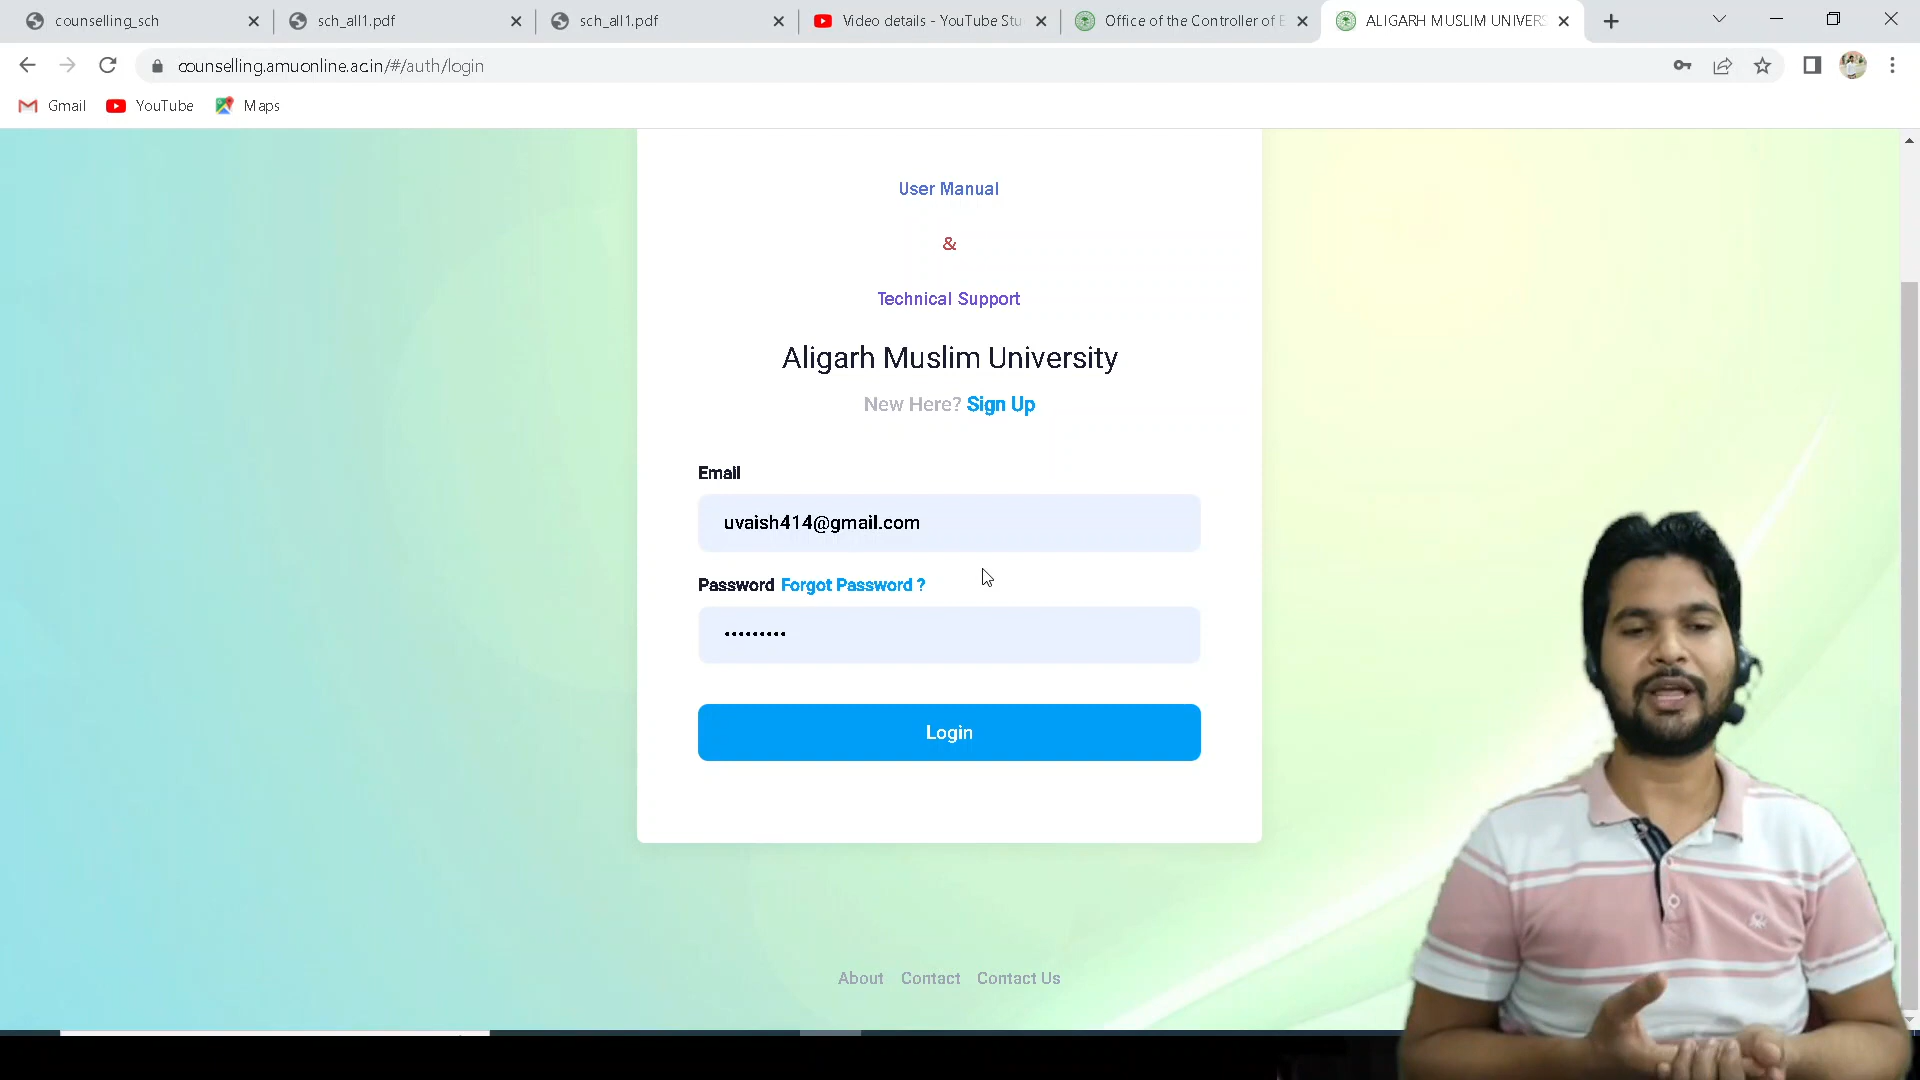 counselling_sch
sch_all1.pdf
sch_all1.pdf
Video details - YouTube Stu
Office of the Controller of E
ALIGARH MUSLIM UNIVERS
counselling.amuonline.ac.in/#/auth/login
Gmail
YouTube
Maps
User Manual
&
Technical Support
Aligarh Muslim University
New Here? Sign Up
Email
uvaish414@gmail.com
Password Forgot Password ?
•••••••••
Login
About Contact Contact Us